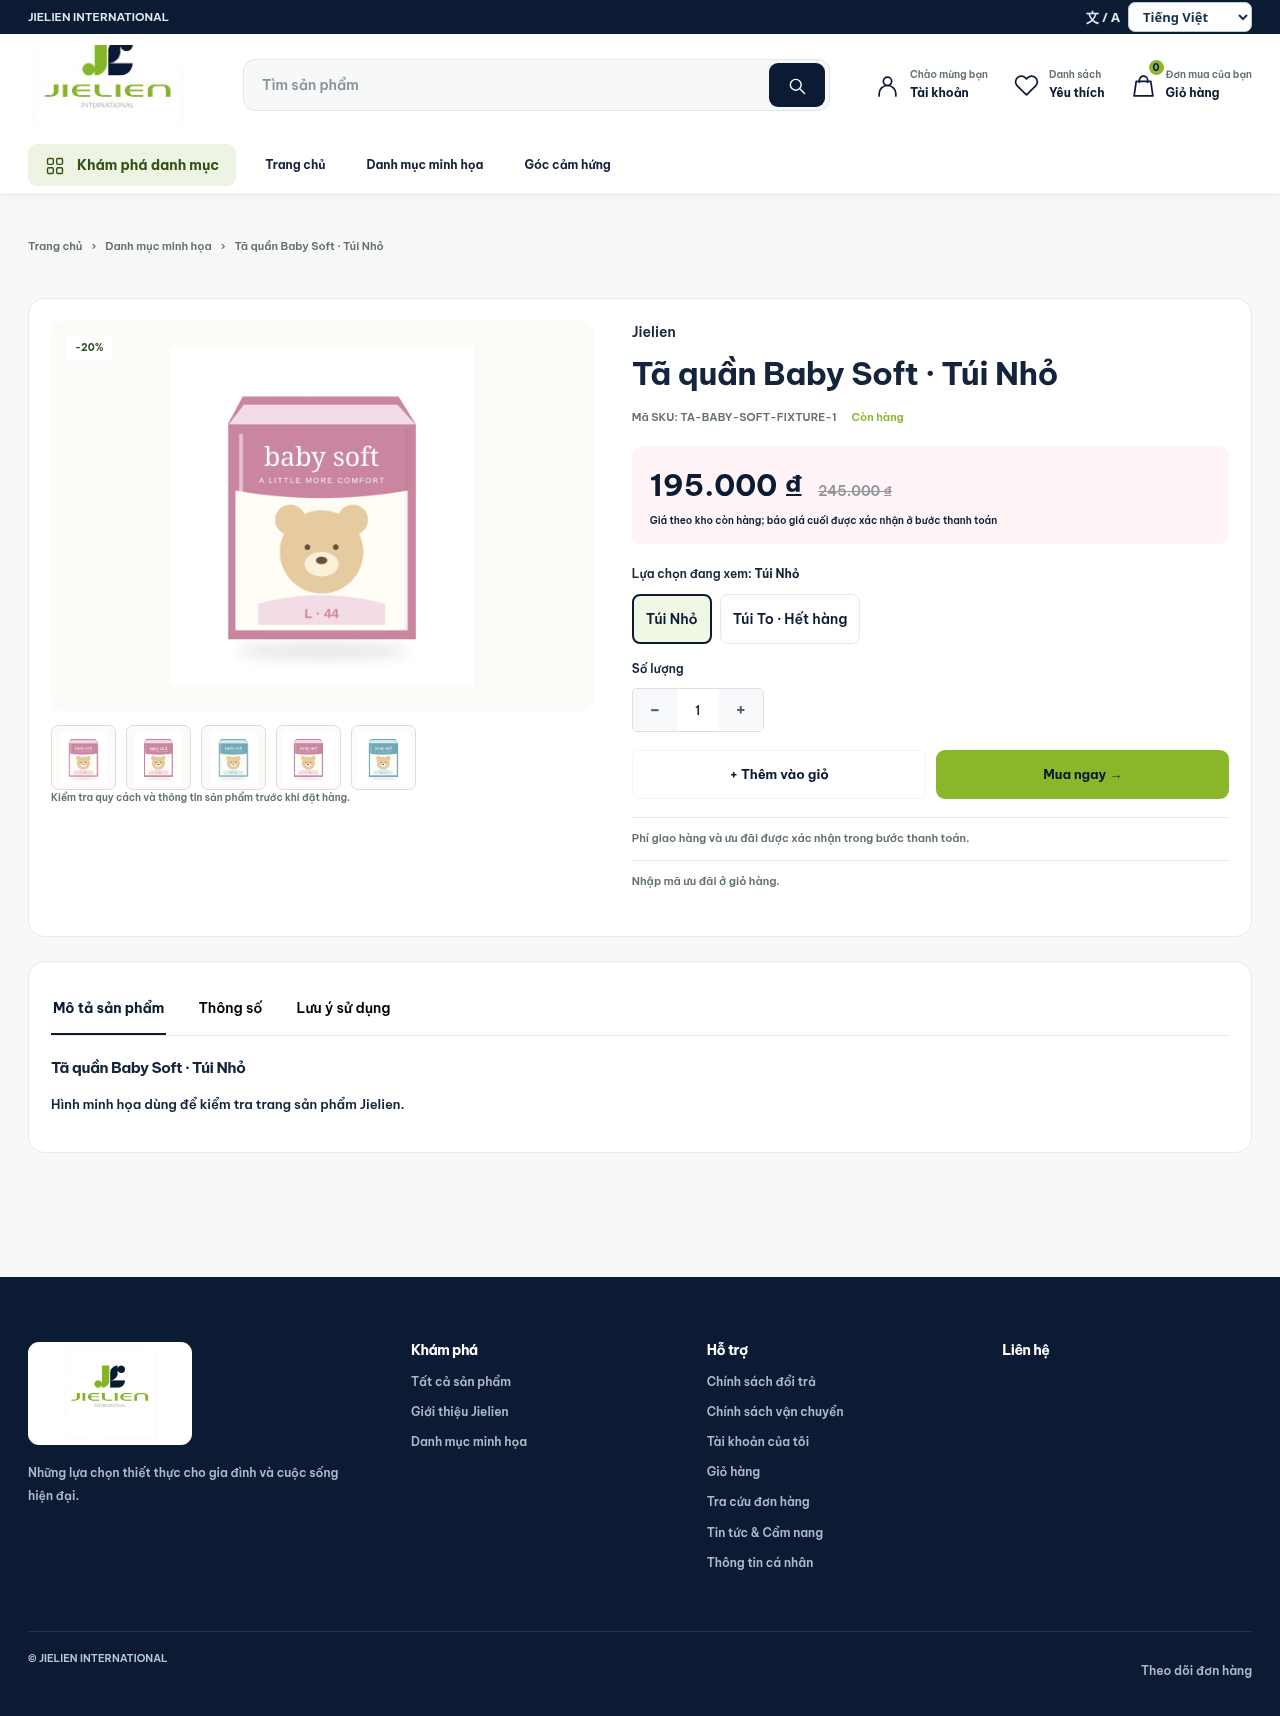 JIELIEN INTERNATIONAL
文 / A
Tiếng Việt
JIELIEN
INTERNATIONAL
Tìm sản phẩm
Chào mừng bạn
Tài khoản
Danh sách
Yêu thích
0
Đơn mua của bạn
Giỏ hàng
Khám phá danh mục
Trang chủ
Danh mục minh họa
Góc cảm hứng
Trang chủ › Danh mục minh họa › Tã quần Baby Soft · Túi Nhỏ
-20%
baby soft
A LITTLE MORE COMFORT
L · 44
Kiểm tra quy cách và thông tin sản phẩm trước khi đặt hàng.
Jielien
Tã quần Baby Soft · Túi Nhỏ
Mã SKU: TA-BABY-SOFT-FIXTURE-1 Còn hàng
195.000 ₫ 245.000 ₫
Giá theo kho còn hàng; báo giá cuối được xác nhận ở bước thanh toán
Lựa chọn đang xem: Túi Nhỏ
Túi Nhỏ
Túi To · Hết hàng
Số lượng
− 1 +
+ Thêm vào giỏ
Mua ngay →
Phí giao hàng và ưu đãi được xác nhận trong bước thanh toán.
Nhập mã ưu đãi ở giỏ hàng.
Mô tả sản phẩm
Thông số
Lưu ý sử dụng
Tã quần Baby Soft · Túi Nhỏ
Hình minh họa dùng để kiểm tra trang sản phẩm Jielien.
JIELIEN
INTERNATIONAL
Những lựa chọn thiết thực cho gia đình và cuộc sống
hiện đại.
Khám phá
Tất cả sản phẩm
Giới thiệu Jielien
Danh mục minh họa
Hỗ trợ
Chính sách đổi trả
Chính sách vận chuyển
Tài khoản của tôi
Giỏ hàng
Tra cứu đơn hàng
Tin tức & Cẩm nang
Thông tin cá nhân
Liên hệ
© JIELIEN INTERNATIONAL
Theo dõi đơn hàng